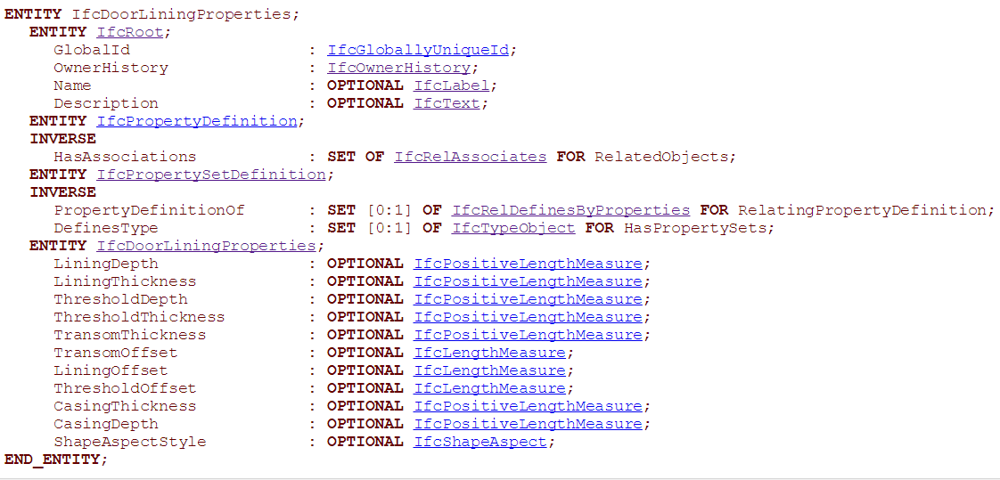 ENTITY IfcDoorLiningProperties;
ENTITY IfcRoot;
GlobalId : IfcGloballyUniqueId;
OwnerHistory : IfcOwnerHistory;
Name : OPTIONAL IfcLabel;
Description : OPTIONAL IfcText;
ENTITY IfcPropertyDefinition;
INVERSE
HasAssociations : SET OF IfcRelAssociates FOR RelatedObjects;
ENTITY IfcPropertySetDefinition;
INVERSE
PropertyDefinitionOf : SET [0:1] OF IfcRelDefinesByProperties FOR RelatingPropertyDefinition;
DefinesType : SET [0:1] OF IfcTypeObject FOR HasPropertySets;
ENTITY IfcDoorLiningProperties;
LiningDepth : OPTIONAL IfcPositiveLengthMeasure;
LiningThickness : OPTIONAL IfcPositiveLengthMeasure;
ThresholdDepth : OPTIONAL IfcPositiveLengthMeasure;
ThresholdThickness : OPTIONAL IfcPositiveLengthMeasure;
TransomThickness : OPTIONAL IfcPositiveLengthMeasure;
TransomOffset : OPTIONAL IfcLengthMeasure;
LiningOffset : OPTIONAL IfcLengthMeasure;
ThresholdOffset : OPTIONAL IfcLengthMeasure;
CasingThickness : OPTIONAL IfcPositiveLengthMeasure;
CasingDepth : OPTIONAL IfcPositiveLengthMeasure;
ShapeAspectStyle : OPTIONAL IfcShapeAspect;
END_ENTITY;